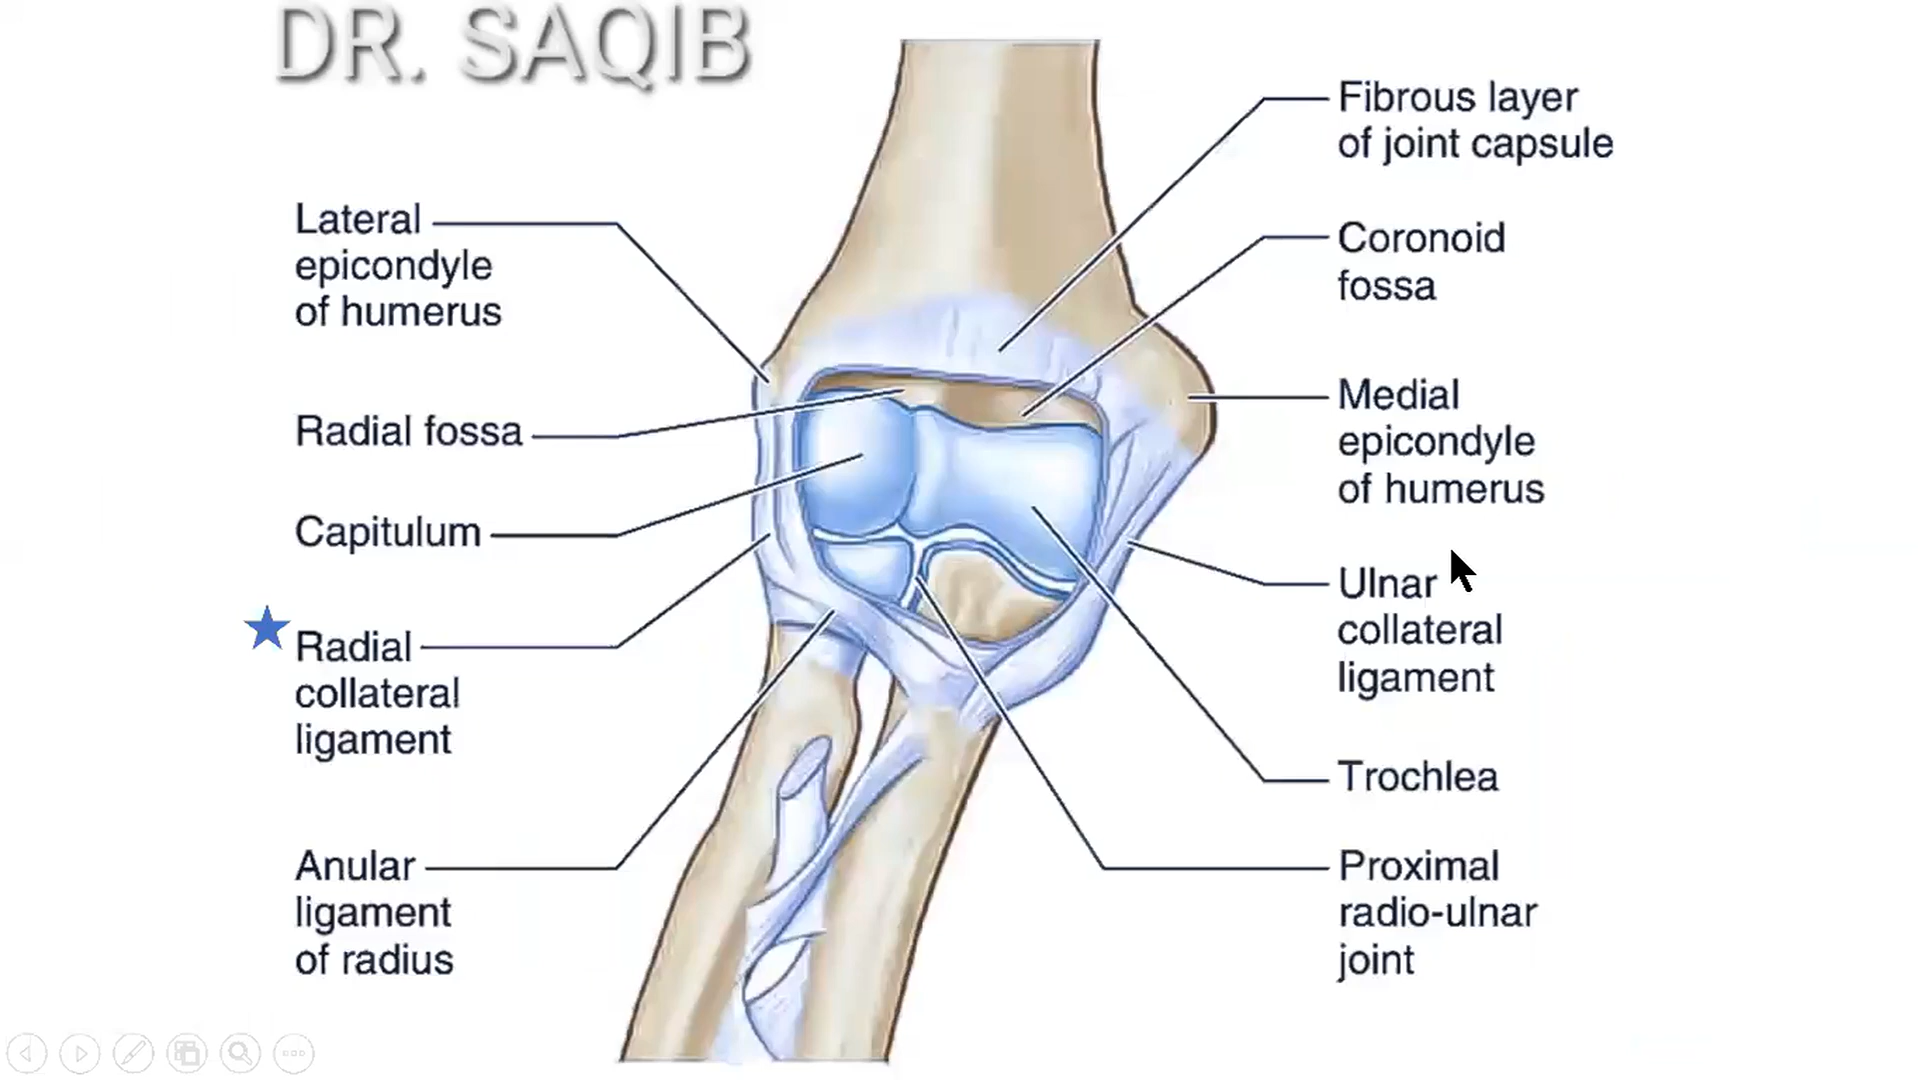 DR. SAQIB
Lateral
epicondyle
of humerus
Radial fossa
Capitulum
Radial
collateral
ligament
Anular
ligament
of radius
Fibrous layer
of joint capsule
Coronoid
fossa
Medial
epicondyle
of humerus
Ulnar
collateral
ligament
Trochlea
Proximal
radio-ulnar
joint